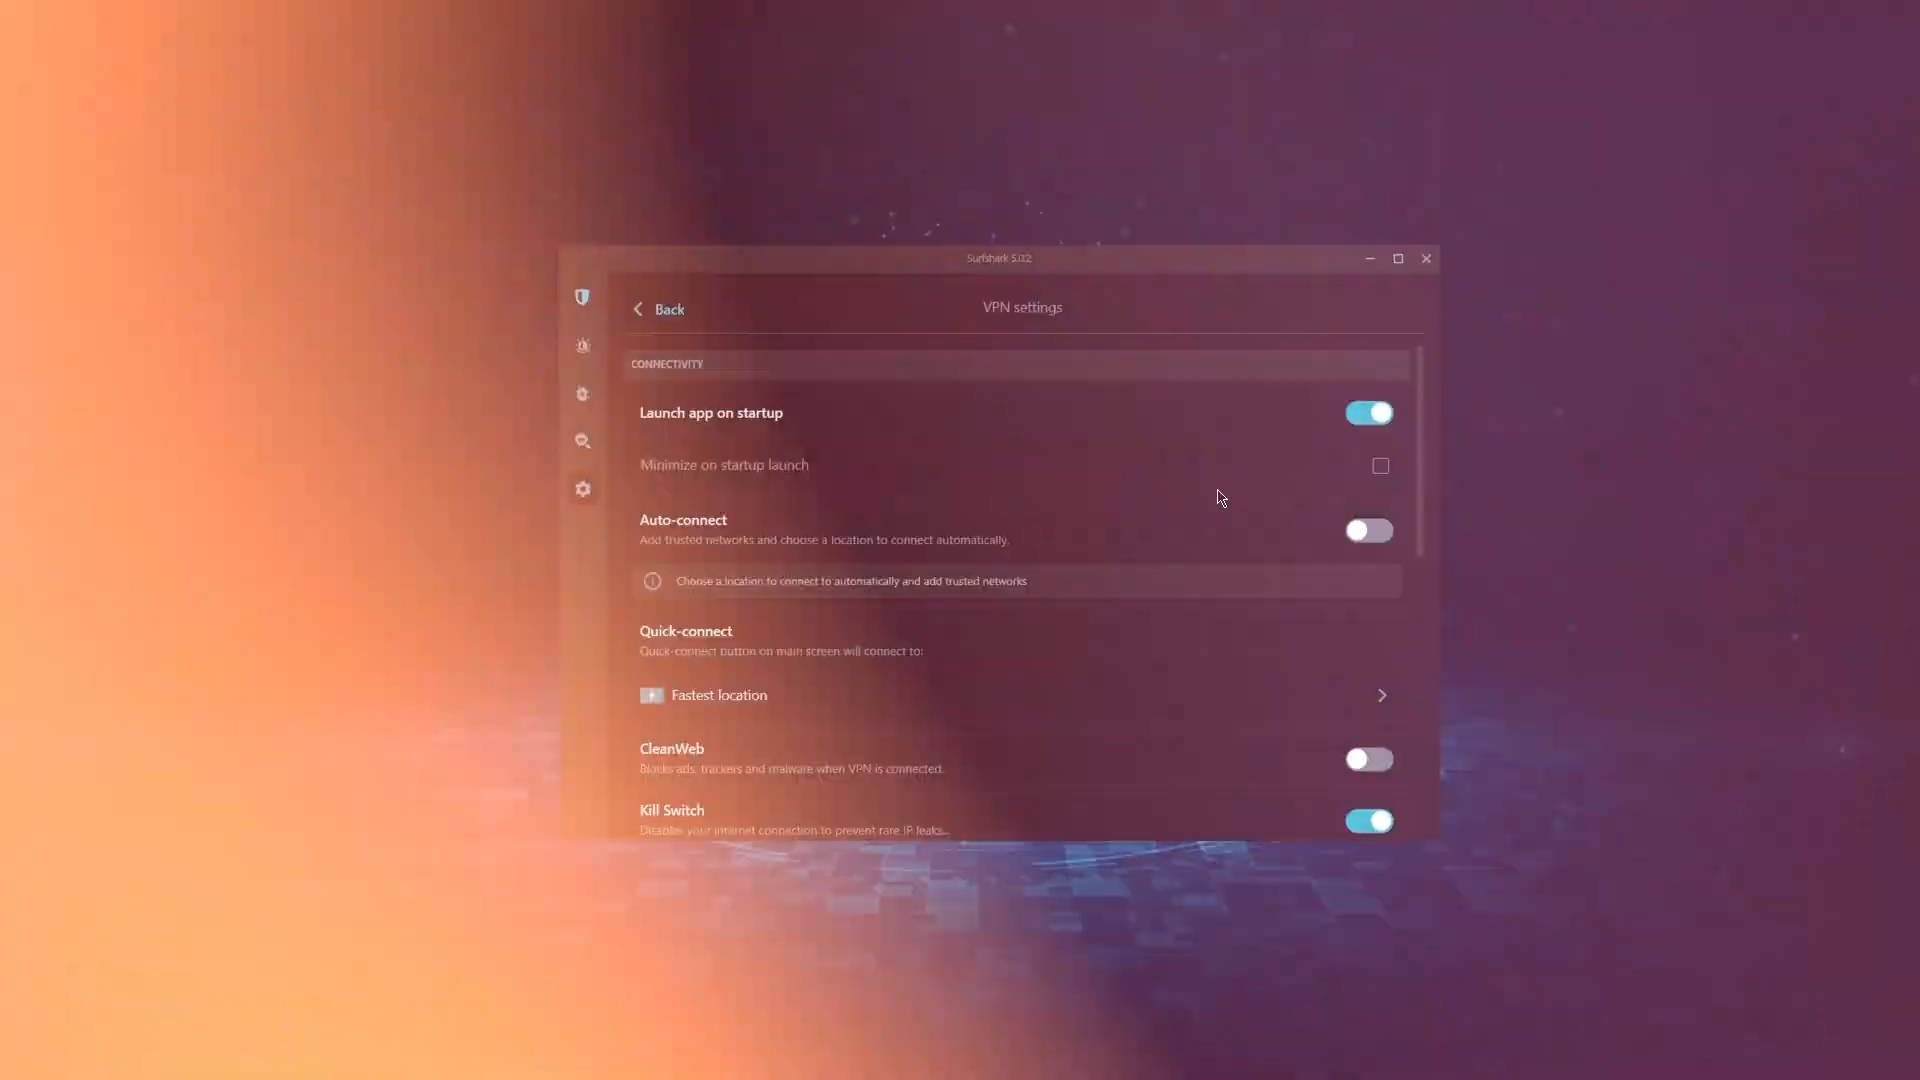 Surfshark 5.0.2
Back
VPN settings
CONNECTIVITY
Launch app on startup
Minimize on startup launch
Auto-connect
Add trusted networks and choose a location to connect automatically.
Choose a location to connect to automatically and add trusted networks
Quick-connect
Quick-connect button on main screen will connect to:
Fastest location
CleanWeb
Blocks ads, trackers and malware when VPN is connected.
Kill Switch
Disables your internet connection to prevent rare IP leaks...